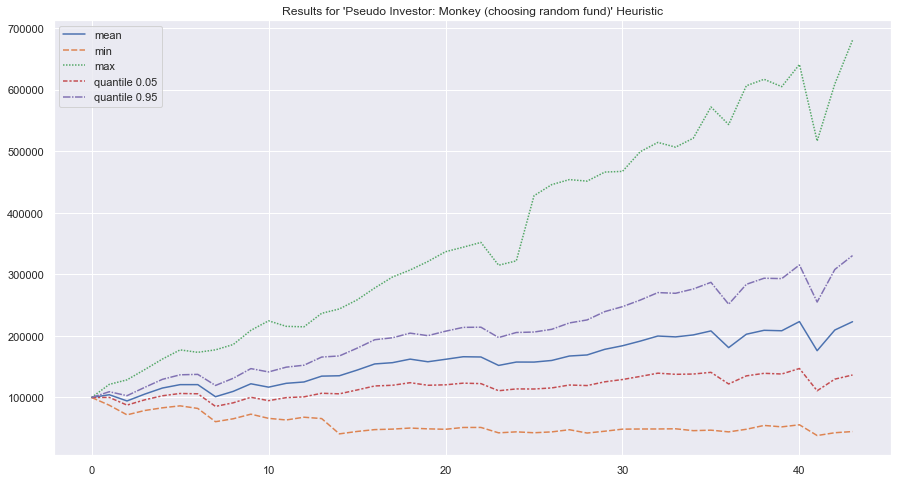 Results for 'Pseudo Investor: Monkey (choosing random fund)' Heuristic
mean
min
max
quantile 0.05
quantile 0.95
700000
600000
500000
400000
300000
200000
100000
0
10
20
30
40